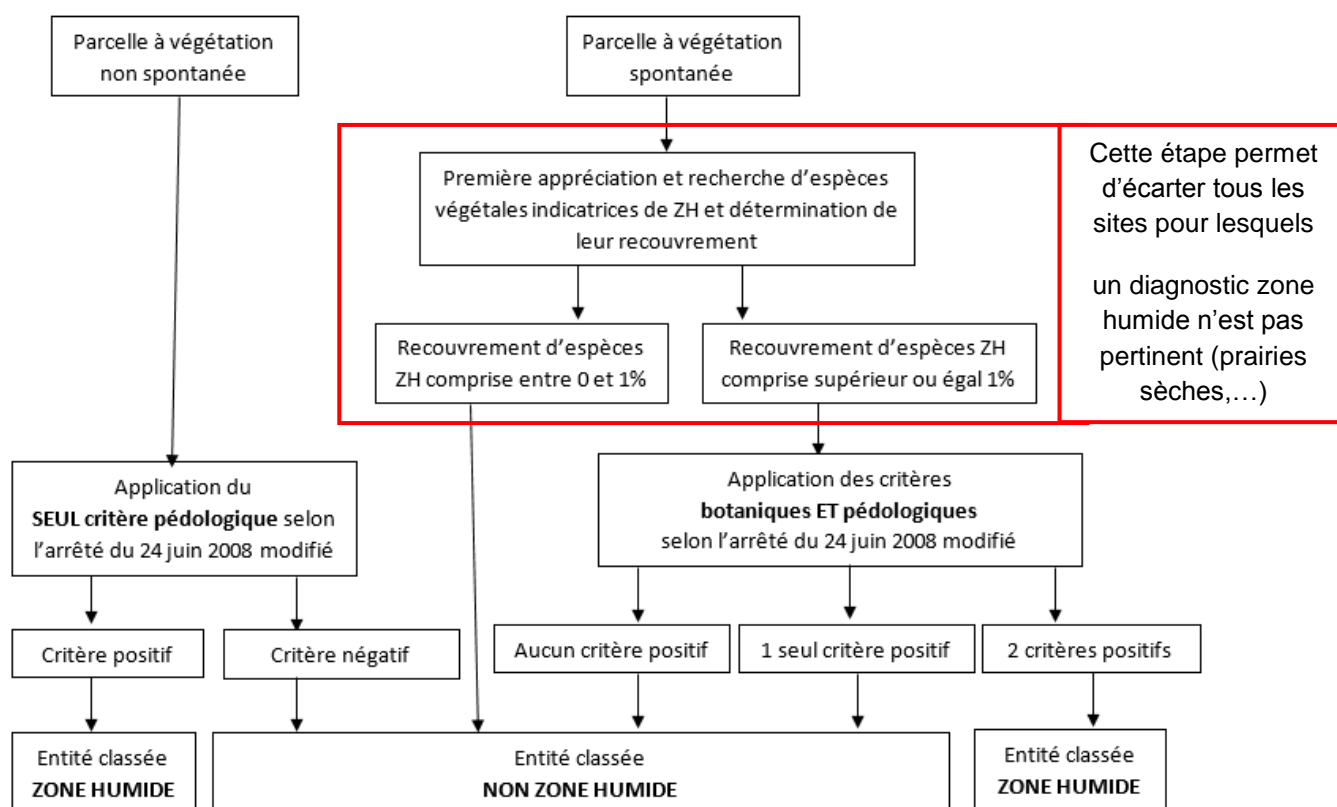 Parcelle à végétation
non spontanée
Parcelle à végétation
spontanée
Première appréciation et recherche d'espèces
végétales indicatrices de ZH et détermination de
leur recouvrement
Cette étape permet
d'écarter tous les
sites pour lesquels
un diagnostic zone
humide n'est pas
pertinent (prairies
sèches,…)
Recouvrement d'espèces
ZH comprise entre 0 et 1%
Recouvrement d'espèces ZH
comprise supérieur ou égal 1%
Application du
SEUL critère pédologique selon
l'arrêté du 24 juin 2008 modifié
Application des critères
botaniques ET pédologiques
selon l'arrêté du 24 juin 2008 modifié
Critère positif
Critère négatif
Aucun critère positif
1 seul critère positif
2 critères positifs
Entité classée
ZONE HUMIDE
Entité classée
NON ZONE HUMIDE
Entité classée
ZONE HUMIDE